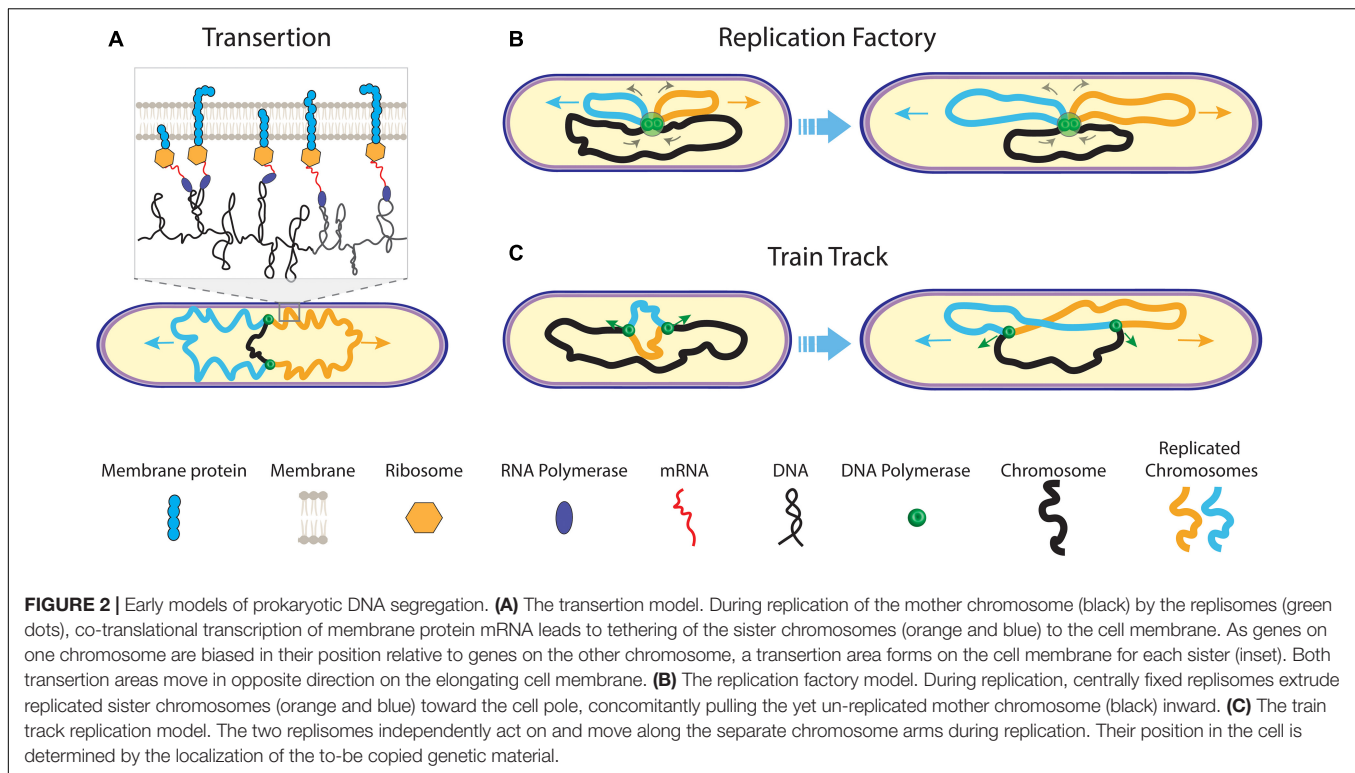 A Transertion
B Replication Factory
C Train Track
Membrane protein
Membrane
Ribosome
RNA Polymerase
mRNA
DNA
DNA Polymerase
Chromosome
Replicated
Chromosomes
FIGURE 2 | Early models of prokaryotic DNA segregation. (A) The transertion model. During replication of the mother chromosome (black) by the replisomes (green
dots), co-translational transcription of membrane protein mRNA leads to tethering of the sister chromosomes (orange and blue) to the cell membrane. As genes on
one chromosome are biased in their position relative to genes on the other chromosome, a transertion area forms on the cell membrane for each sister (inset). Both
transertion areas move in opposite direction on the elongating cell membrane. (B) The replication factory model. During replication, centrally fixed replisomes extrude
replicated sister chromosomes (orange and blue) toward the cell pole, concomitantly pulling the yet un-replicated mother chromosome (black) inward. (C) The train
track replication model. The two replisomes independently act on and move along the separate chromosome arms during replication. Their position in the cell is
determined by the localization of the to-be copied genetic material.